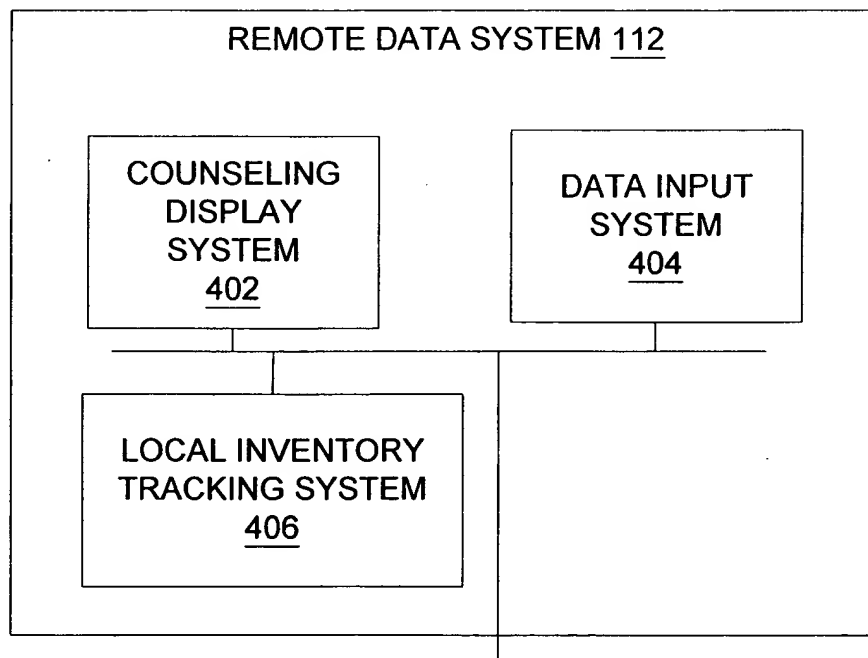 REMOTE DATA SYSTEM 112
COUNSELING
DISPLAY
SYSTEM
402
DATA INPUT
SYSTEM
404
LOCAL INVENTORY
TRACKING SYSTEM
406